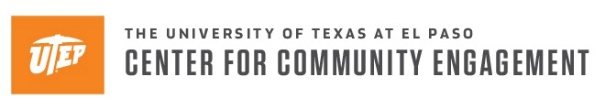 UTEP
THE UNIVERSITY OF TEXAS AT EL PASO
CENTER FOR COMMUNITY ENGAGEMENT